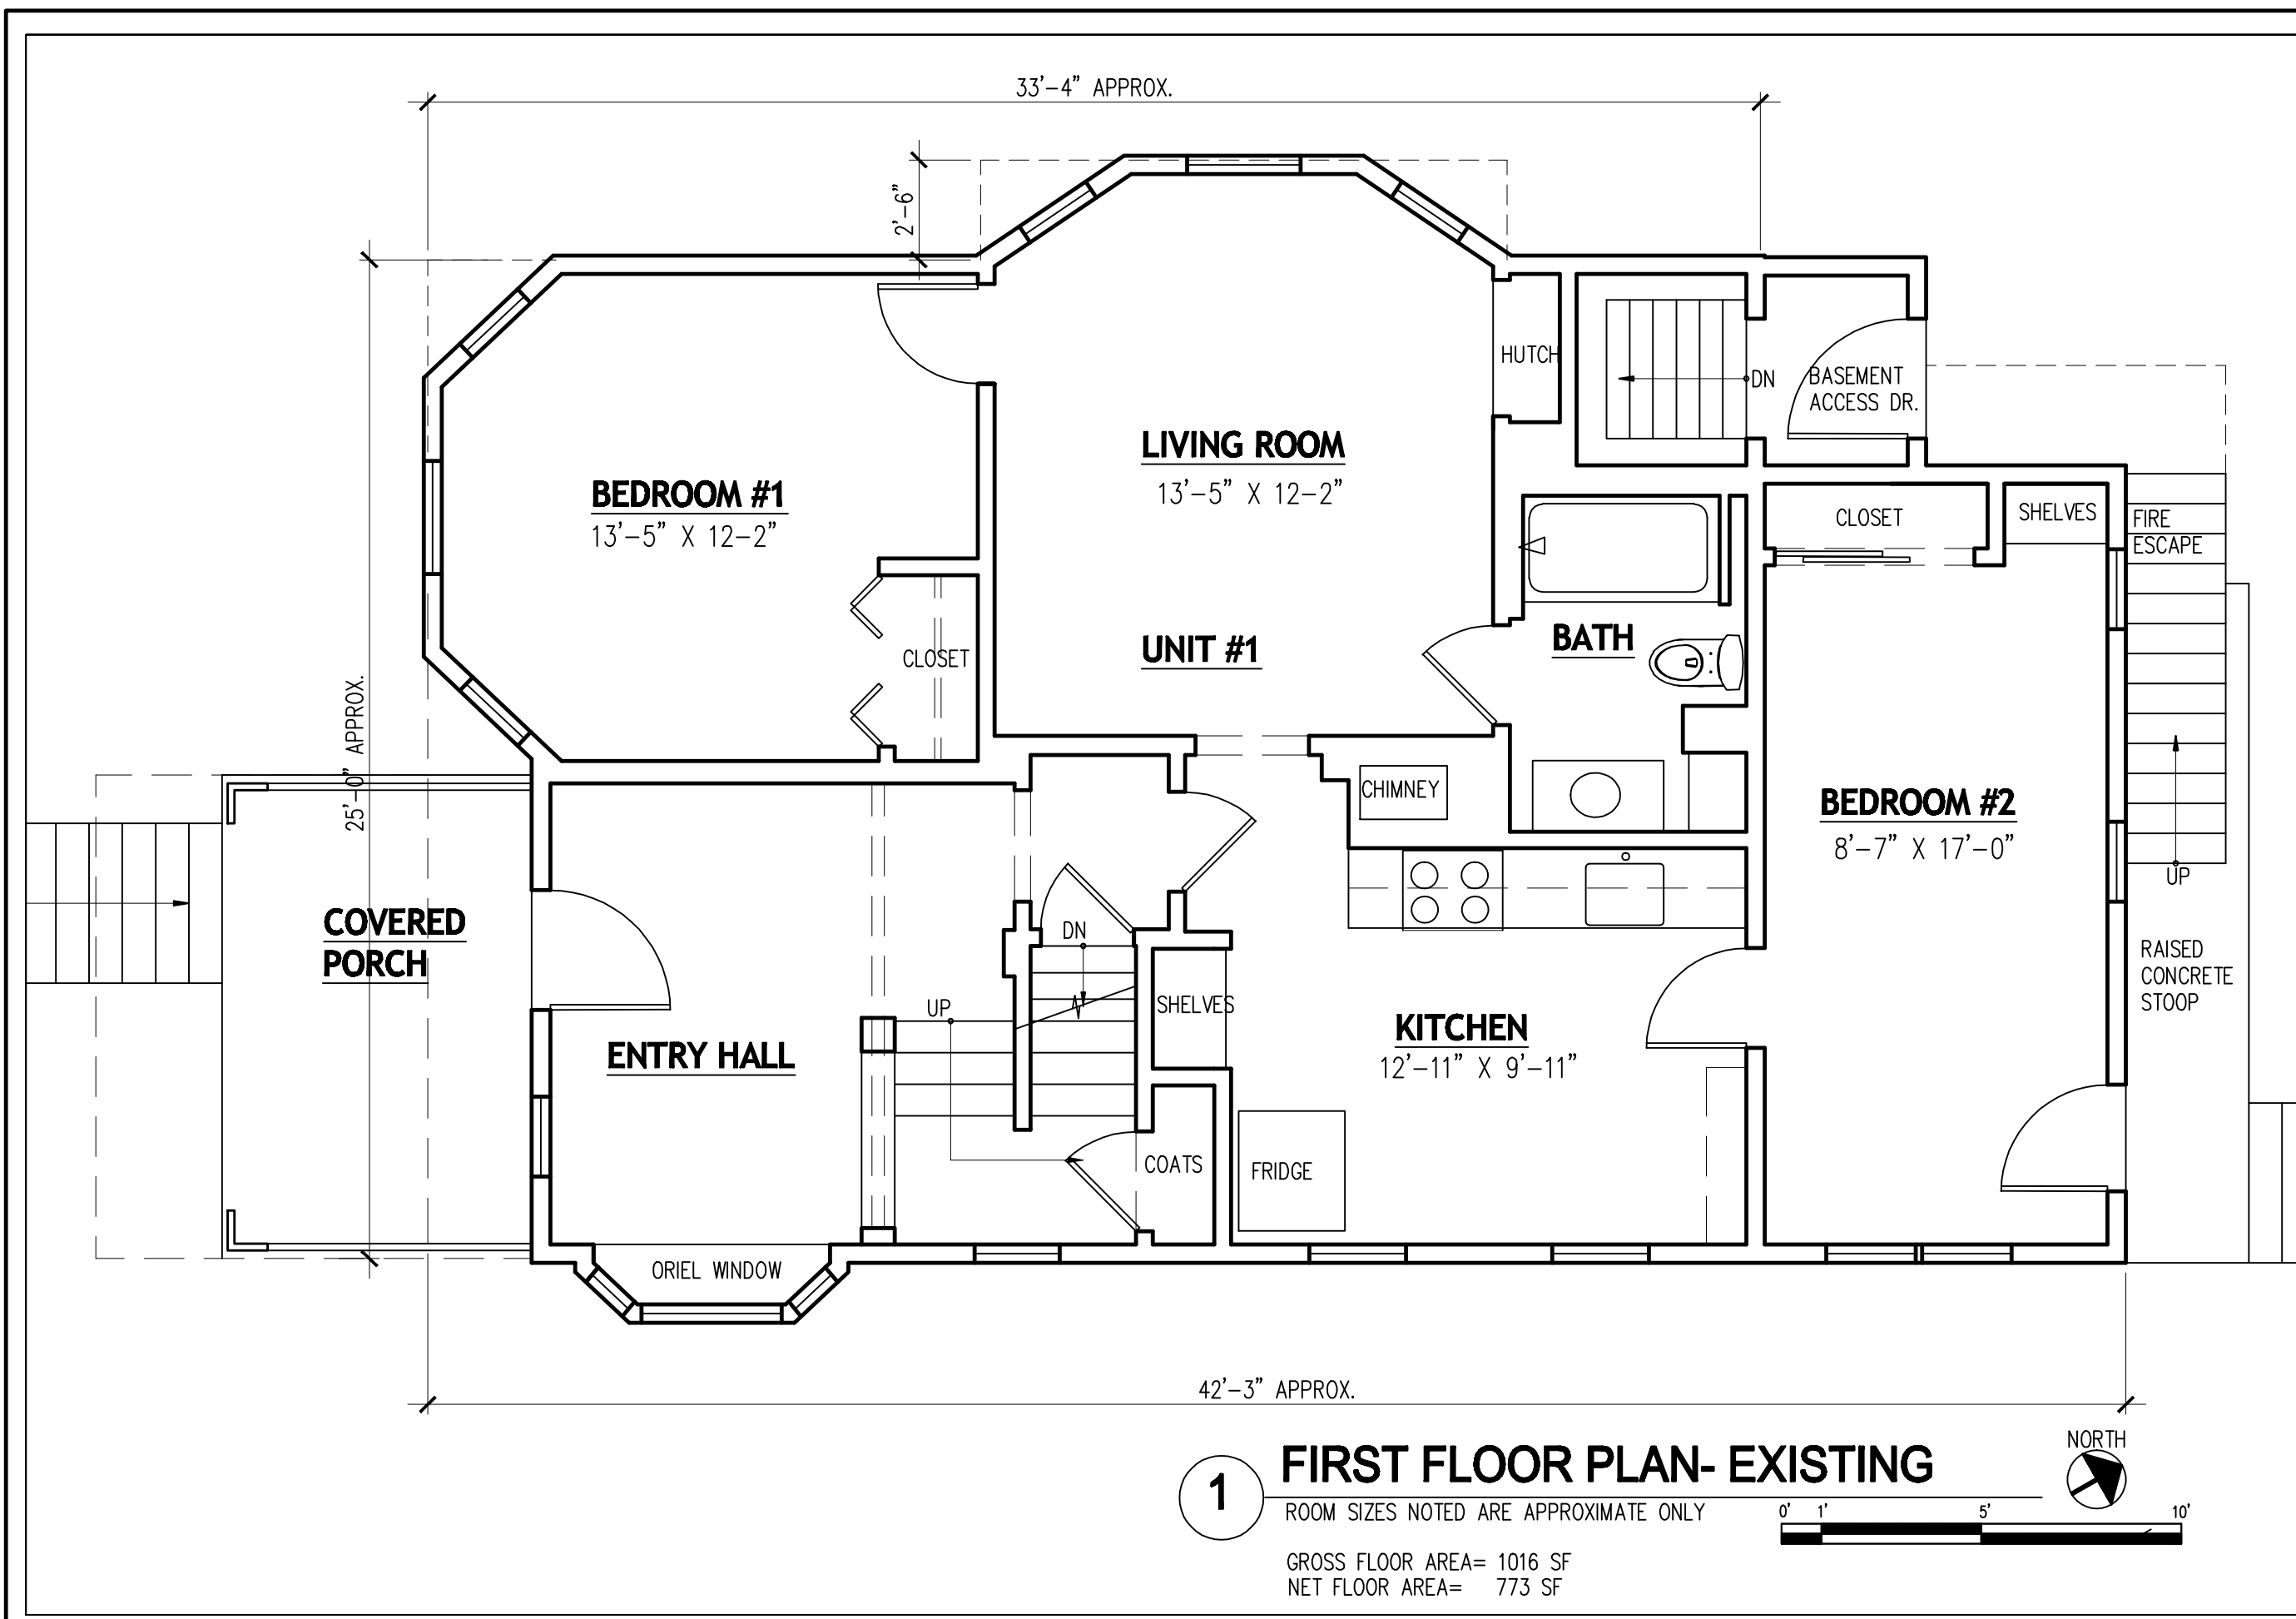 33'-4" APPROX.
2'-6"
HUTCH
DN
BASEMENT
ACCESS DR.
LIVING ROOM
13'-5" X 12-2"
BEDROOM #1
13'-5" X 12-2"
CLOSET
SHELVES
FIRE
ESCAPE
CLOSET
UNIT #1
BATH
25'-0" APPROX.
CHIMNEY
BEDROOM #2
8'-7" X 17'-0"
UP
COVERED
PORCH
DN
RAISED
CONCRETE
STOOP
UP
SHELVES
ENTRY HALL
KITCHEN
12'-11" X 9'-11"
COATS
FRIDGE
ORIEL WINDOW
42'-3" APPROX.
1
FIRST FLOOR PLAN- EXISTING
NORTH
ROOM SIZES NOTED ARE APPROXIMATE ONLY
0' 1' 5' 10'
GROSS FLOOR AREA= 1016 SF
NET FLOOR AREA= 773 SF